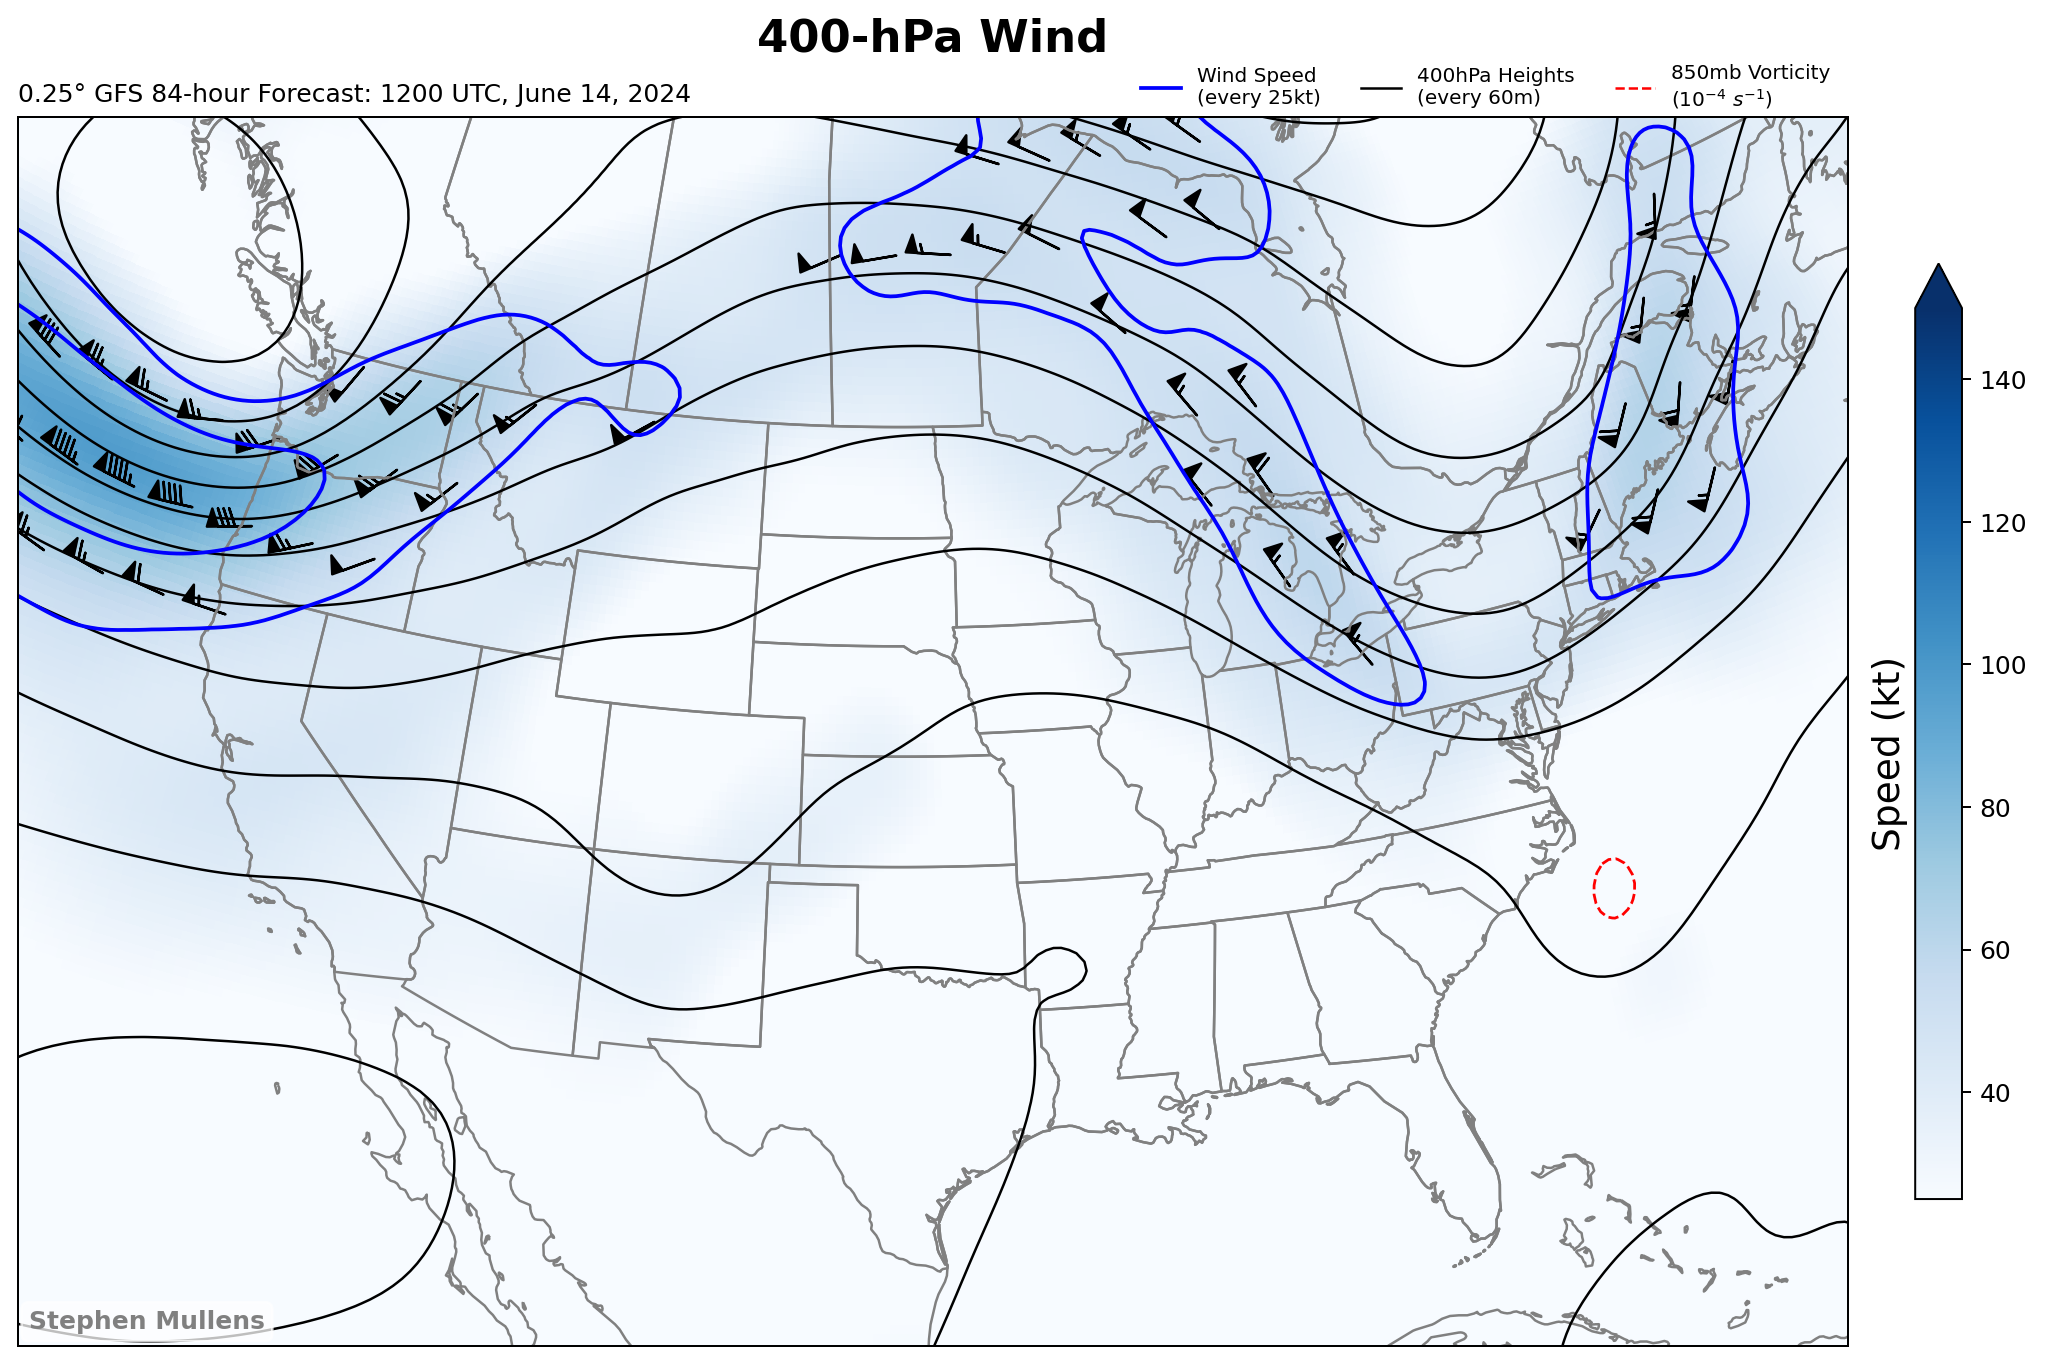 400-hPa Wind
0.25° GFS 84-hour Forecast: 1200 UTC, June 14, 2024
Wind Speed
(every 25kt)
400hPa Heights
(every 60m)
850mb Vorticity
(10⁻⁴ s⁻¹)
140
120
100
80
60
40
Speed (kt)
Stephen Mullens